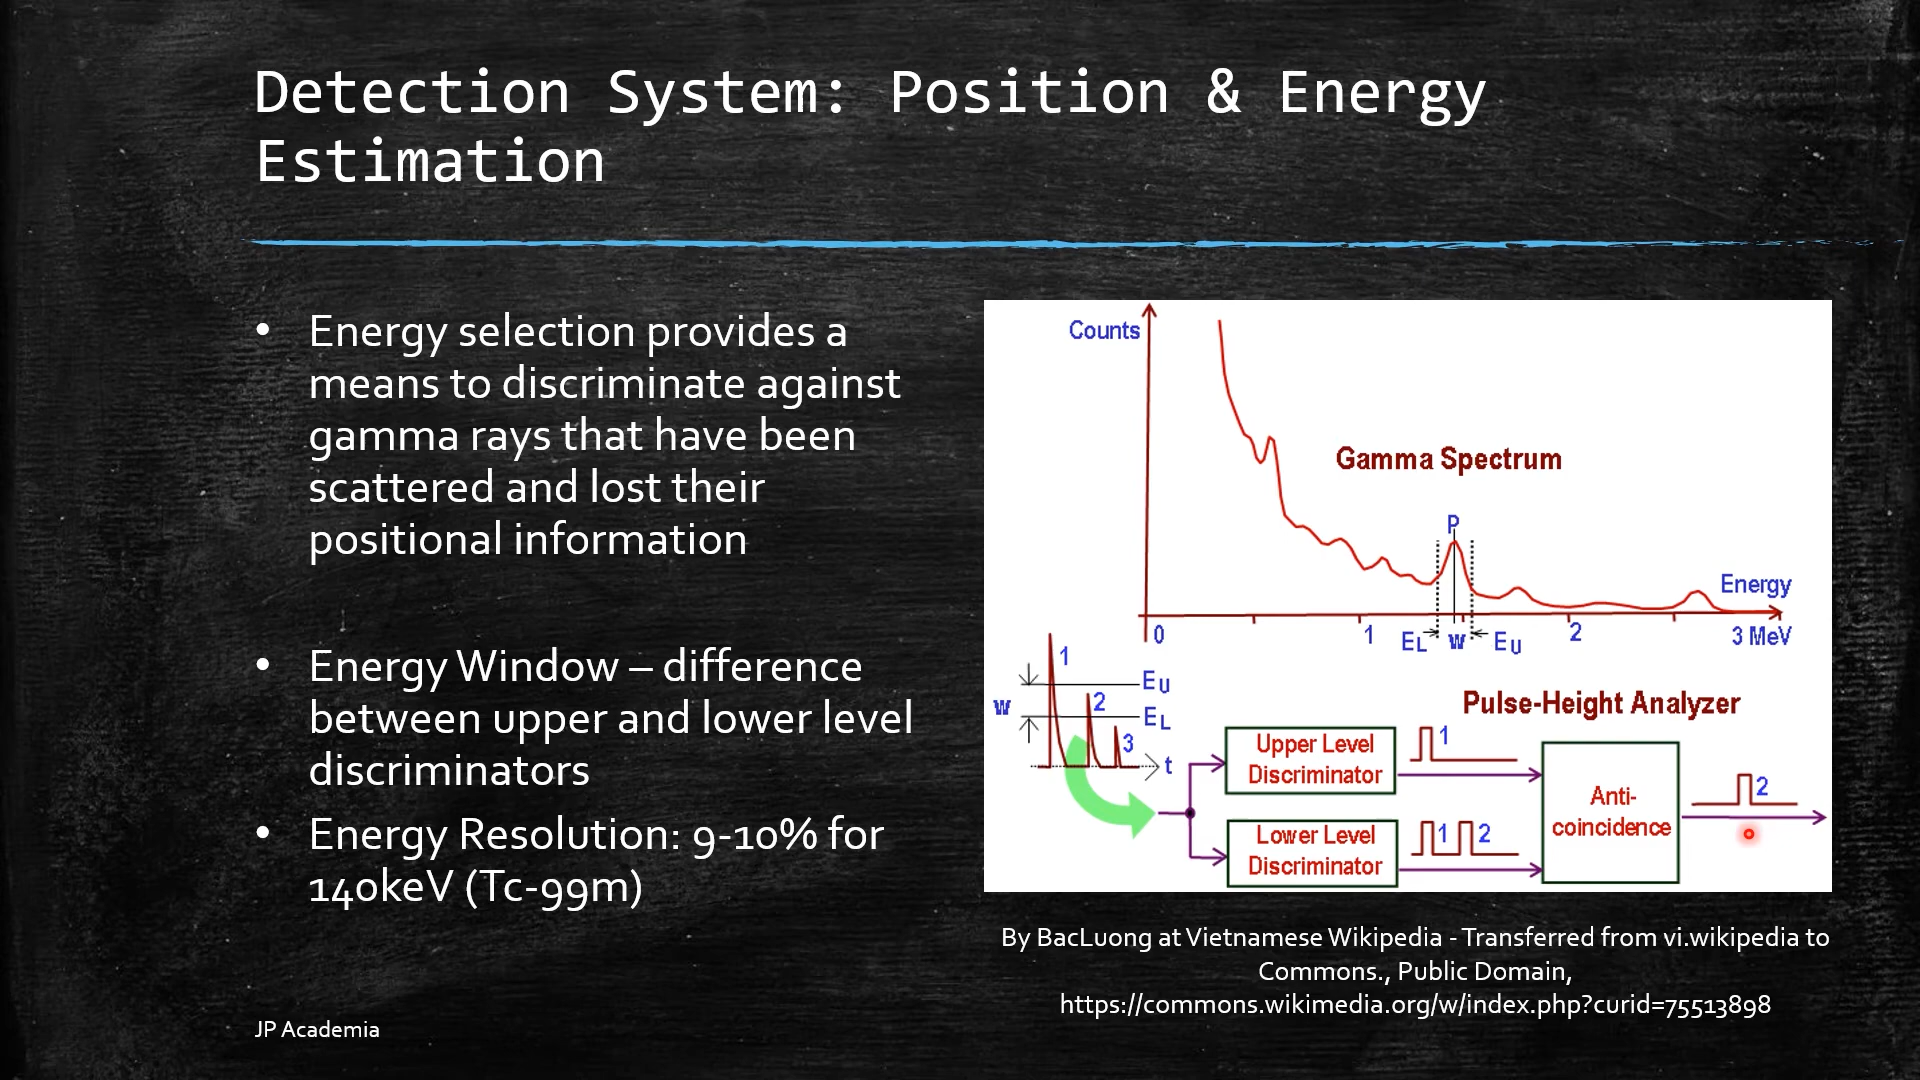 Detection System: Position & Energy
Estimation
• Energy selection provides a
means to discriminate against
gamma rays that have been
scattered and lost their
positional information
• Energy Window – difference
between upper and lower level
discriminators
• Energy Resolution: 9-10% for
140keV (Tc-99m)
Counts
Gamma Spectrum
P
Energy
0
1
EL
w
EU
2
3 MeV
1
EU
w
2
EL
3
t
Pulse-Height Analyzer
Upper Level
Discriminator
1
Anti-
coincidence
2
Lower Level
Discriminator
1
2
By BacLuong at Vietnamese Wikipedia - Transferred from vi.wikipedia to
Commons., Public Domain,
https://commons.wikimedia.org/w/index.php?curid=75513898
JP Academia